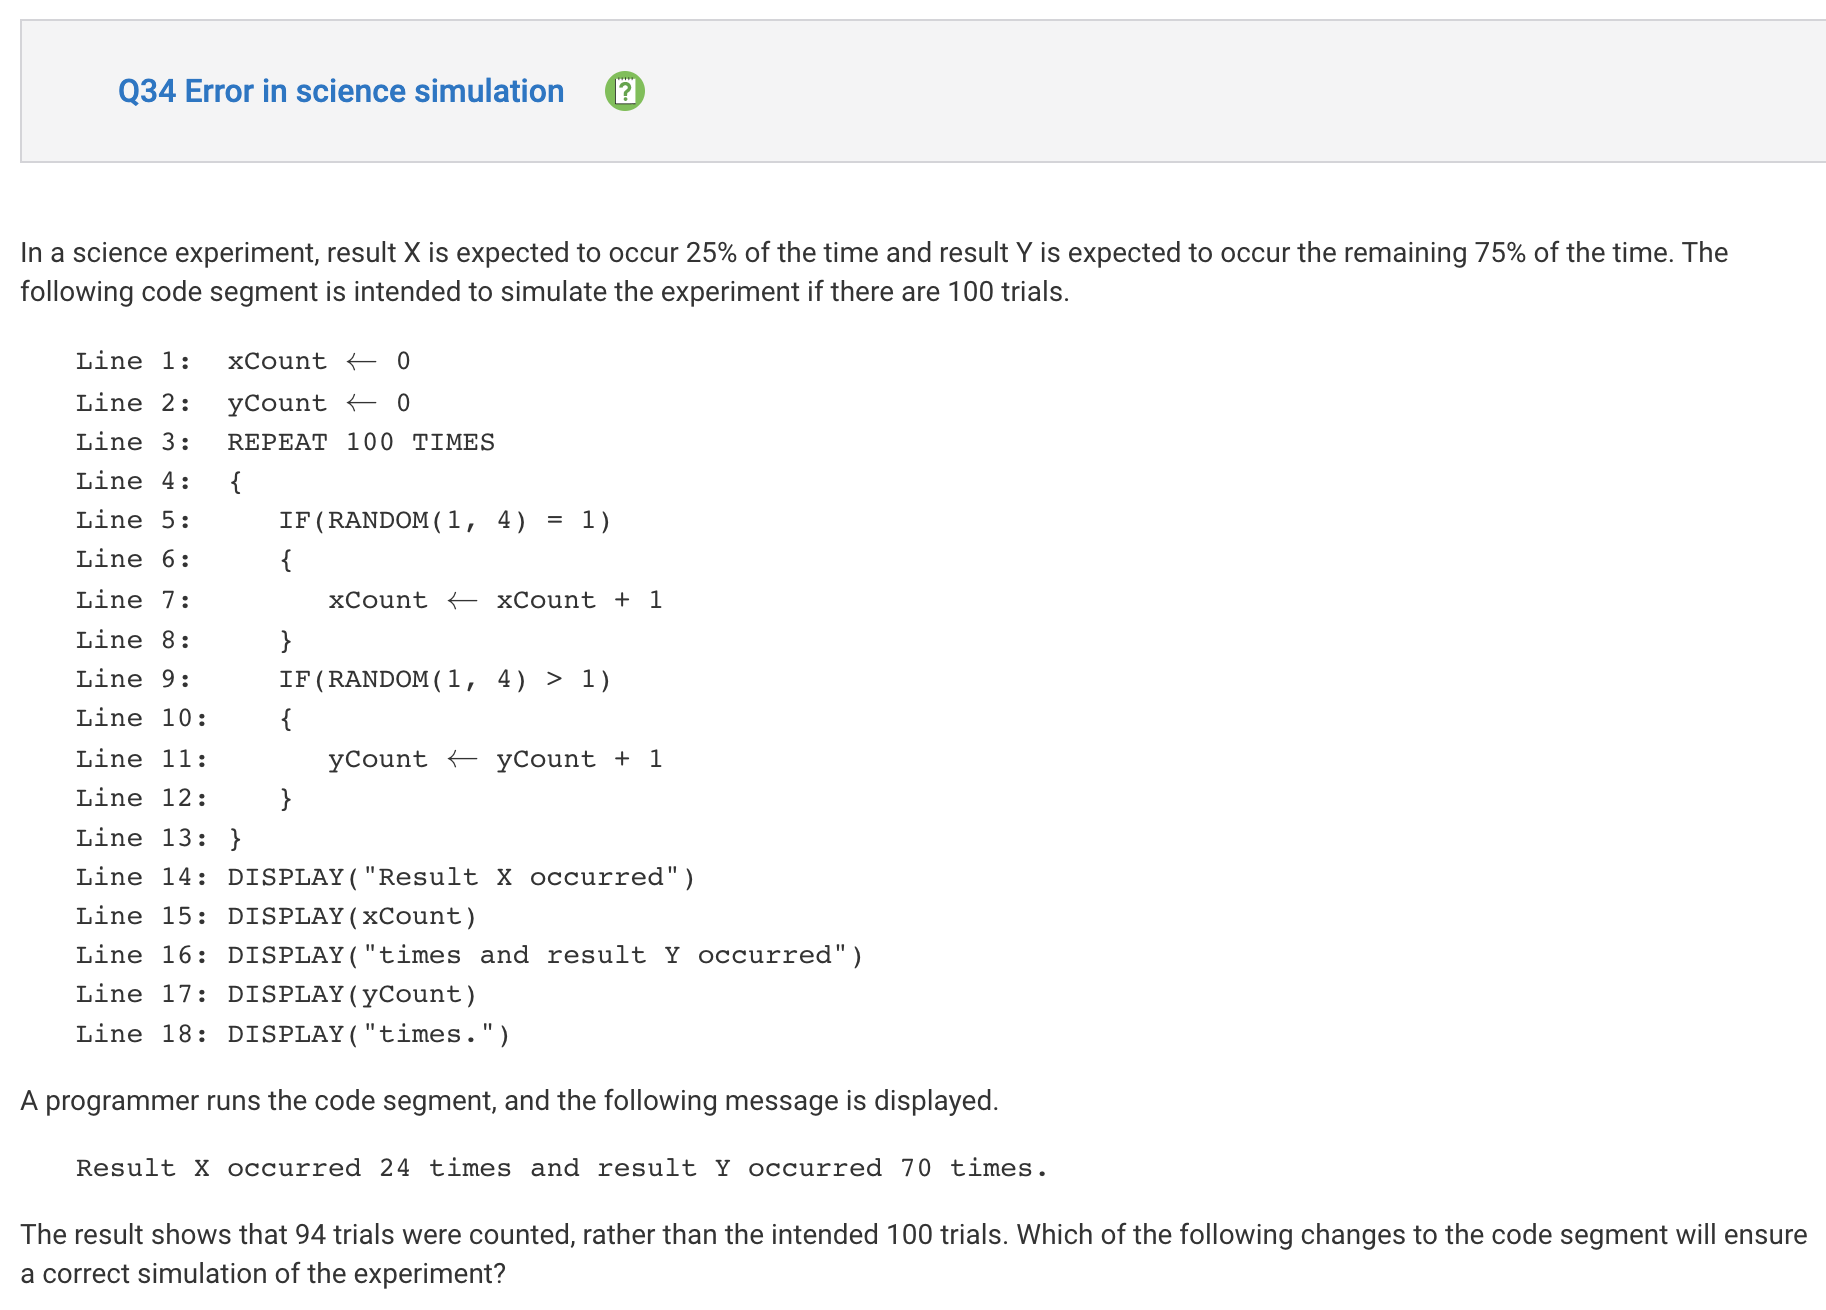 Q34 Error in science simulation
In a science experiment, result X is expected to occur 25% of the time and result Y is expected to occur the remaining 75% of the time. The
following code segment is intended to simulate the experiment if there are 100 trials.
Line 1: xCount ← 0
Line 2: yCount ← 0
Line 3: REPEAT 100 TIMES
Line 4: {
Line 5: IF(RANDOM(1, 4) = 1)
Line 6: {
Line 7: xCount ← xCount + 1
Line 8: }
Line 9: IF(RANDOM(1, 4) > 1)
Line 10: {
Line 11: yCount ← yCount + 1
Line 12: }
Line 13: }
Line 14: DISPLAY("Result X occurred")
Line 15: DISPLAY(xCount)
Line 16: DISPLAY("times and result Y occurred")
Line 17: DISPLAY(yCount)
Line 18: DISPLAY("times.")
A programmer runs the code segment, and the following message is displayed.
Result X occurred 24 times and result Y occurred 70 times.
The result shows that 94 trials were counted, rather than the intended 100 trials. Which of the following changes to the code segment will ensure
a correct simulation of the experiment?